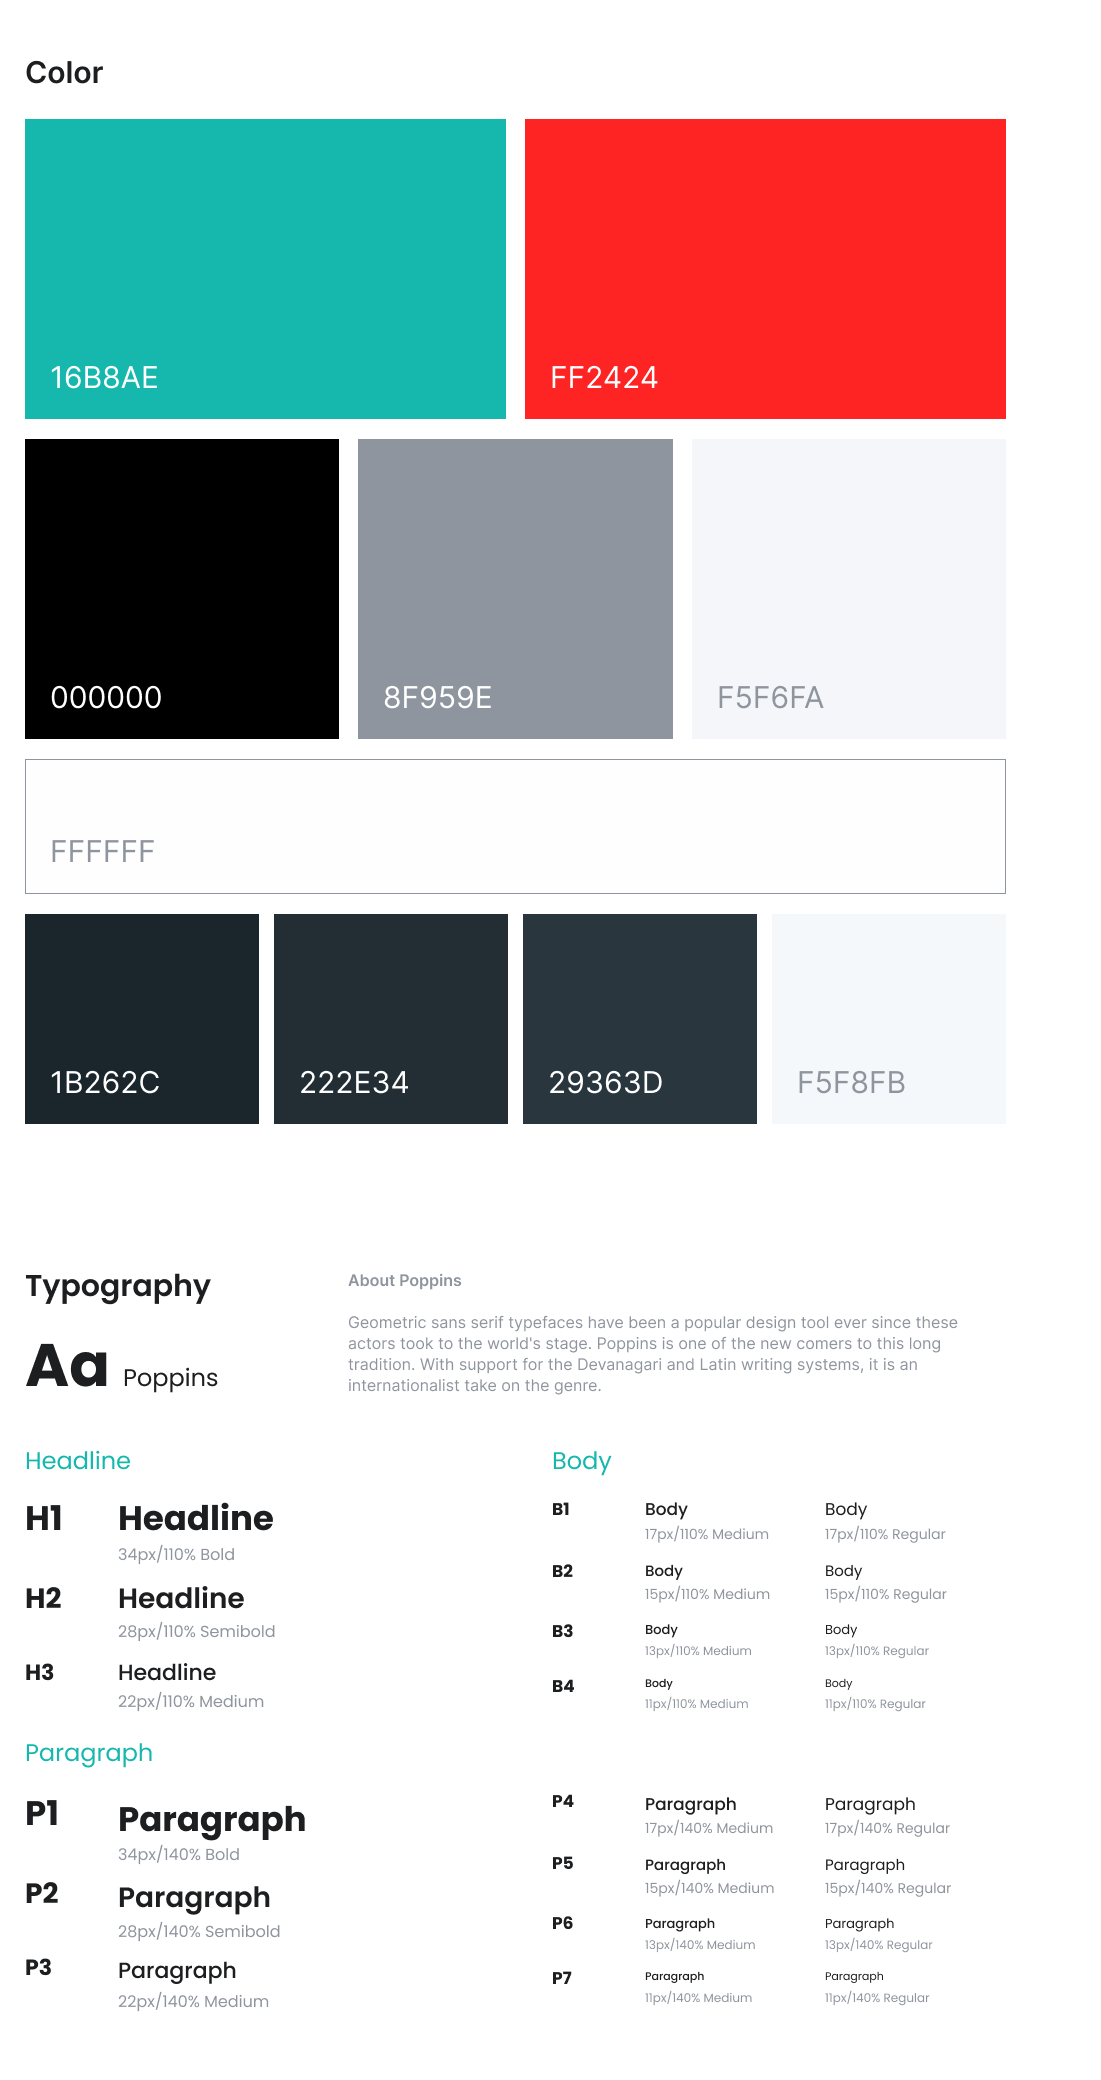 Color
16B8AE
FF2424
000000
8F959E
F5F6FA
FFFFFF
1B262C
222E34
29363D
F5F8FB
Typography
Aa Poppins
About Poppins
Geometric sans serif typefaces have been a popular design tool ever since these
actors took to the world's stage. Poppins is one of the new comers to this long
tradition. With support for the Devanagari and Latin writing systems, it is an
internationalist take on the genre.
Headline
H1 Headline
34px/110% Bold
H2 Headline
28px/110% Semibold
H3 Headline
22px/110% Medium
Body
B1 Body Body
17px/110% Medium 17px/110% Regular
B2 Body Body
15px/110% Medium 15px/110% Regular
B3 Body Body
13px/110% Medium 13px/110% Regular
B4 Body Body
11px/110% Medium 11px/110% Regular
Paragraph
P1 Paragraph
34px/140% Bold
P2 Paragraph
28px/140% Semibold
P3 Paragraph
22px/140% Medium
P4 Paragraph Paragraph
17px/140% Medium 17px/140% Regular
P5 Paragraph Paragraph
15px/140% Medium 15px/140% Regular
P6 Paragraph Paragraph
13px/140% Medium 13px/140% Regular
P7 Paragraph Paragraph
11px/140% Medium 11px/140% Regular